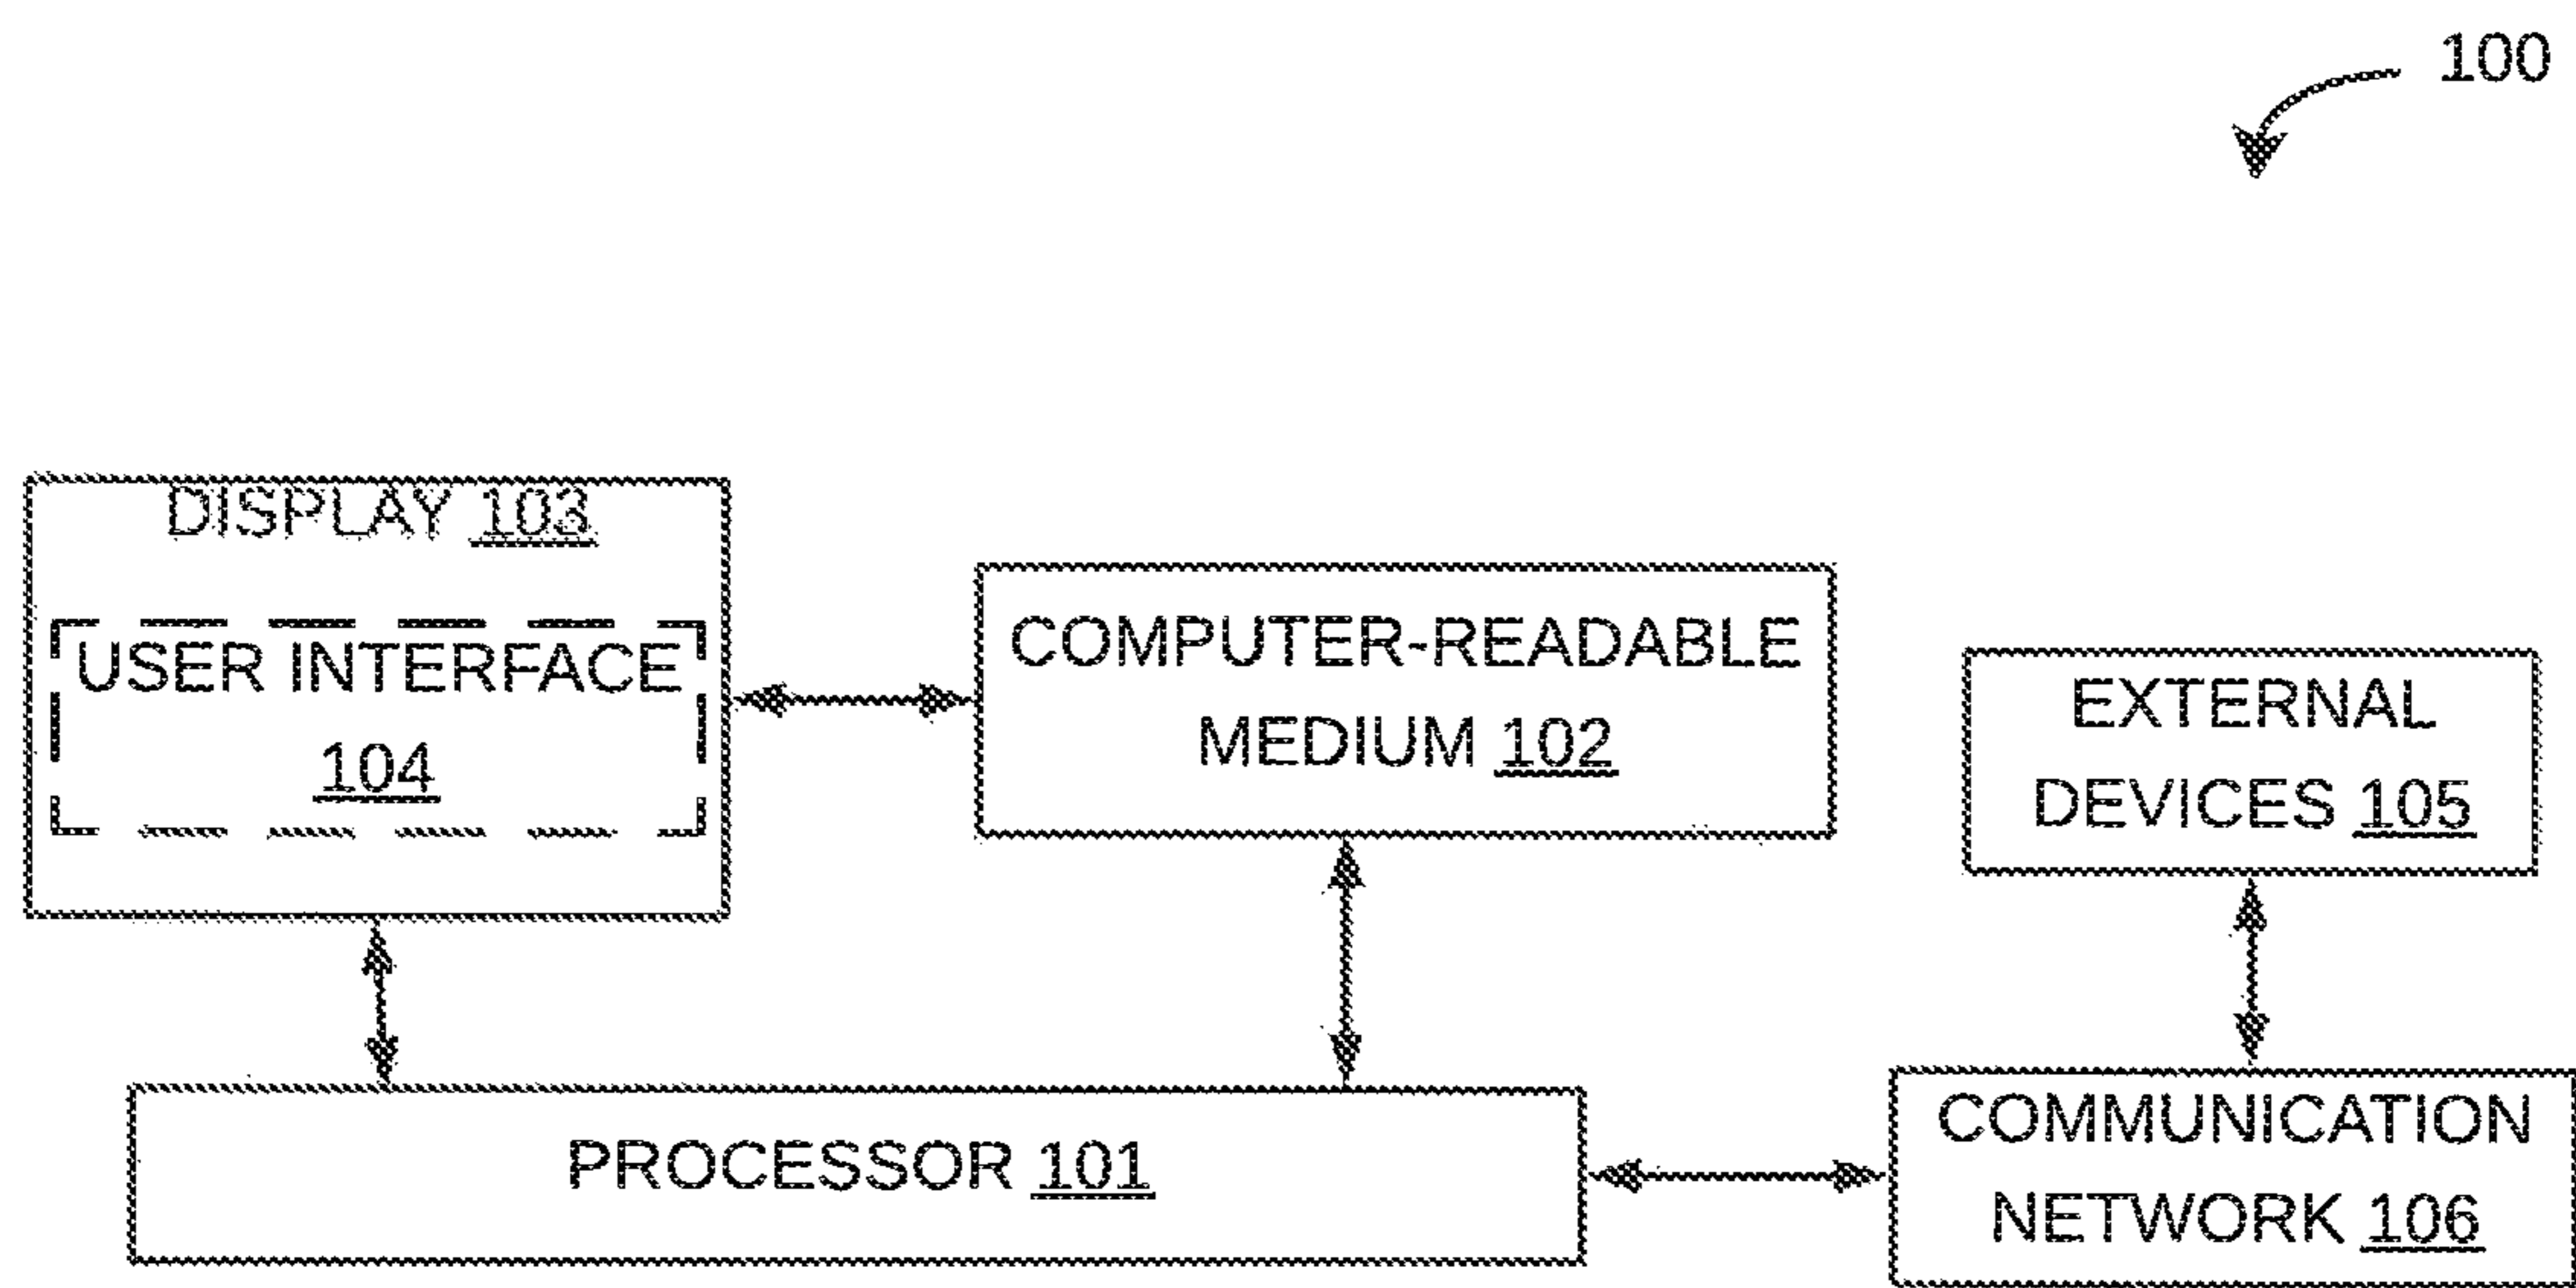 100
DISPLAY 103
USER INTERFACE
104
COMPUTER-READABLE
MEDIUM 102
EXTERNAL
DEVICES 105
PROCESSOR 101
COMMUNICATION
NETWORK 106